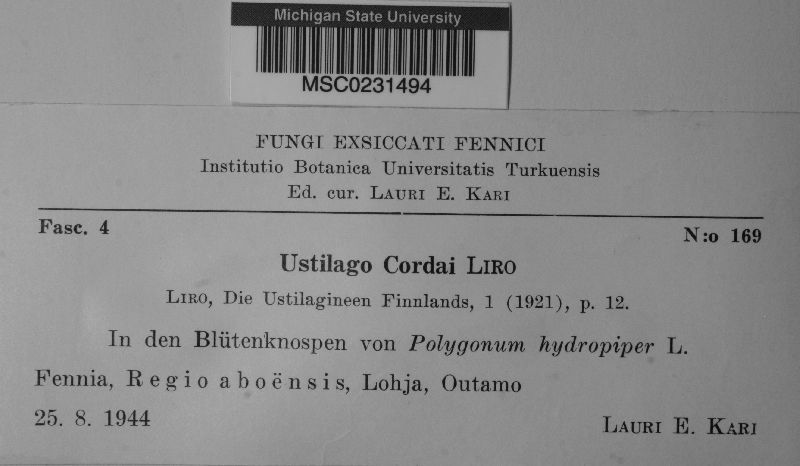 Michigan State University
MSC0231494
FUNGI EXSICCATI FENNICI
Institutio Botanica Universitatis Turkuensis
Ed. cur. LAURI E. KARI
Fasc. 4 N:o 169
Ustilago Cordai LIRO
LIRO, Die Ustilagineen Finnlands, 1 (1921), p. 12.
In den Blütenknospen von Polygonum hydropiper L.
Fennia, Regio aboënsis, Lohja, Outamo
25. 8. 1944 LAURI E. KARI